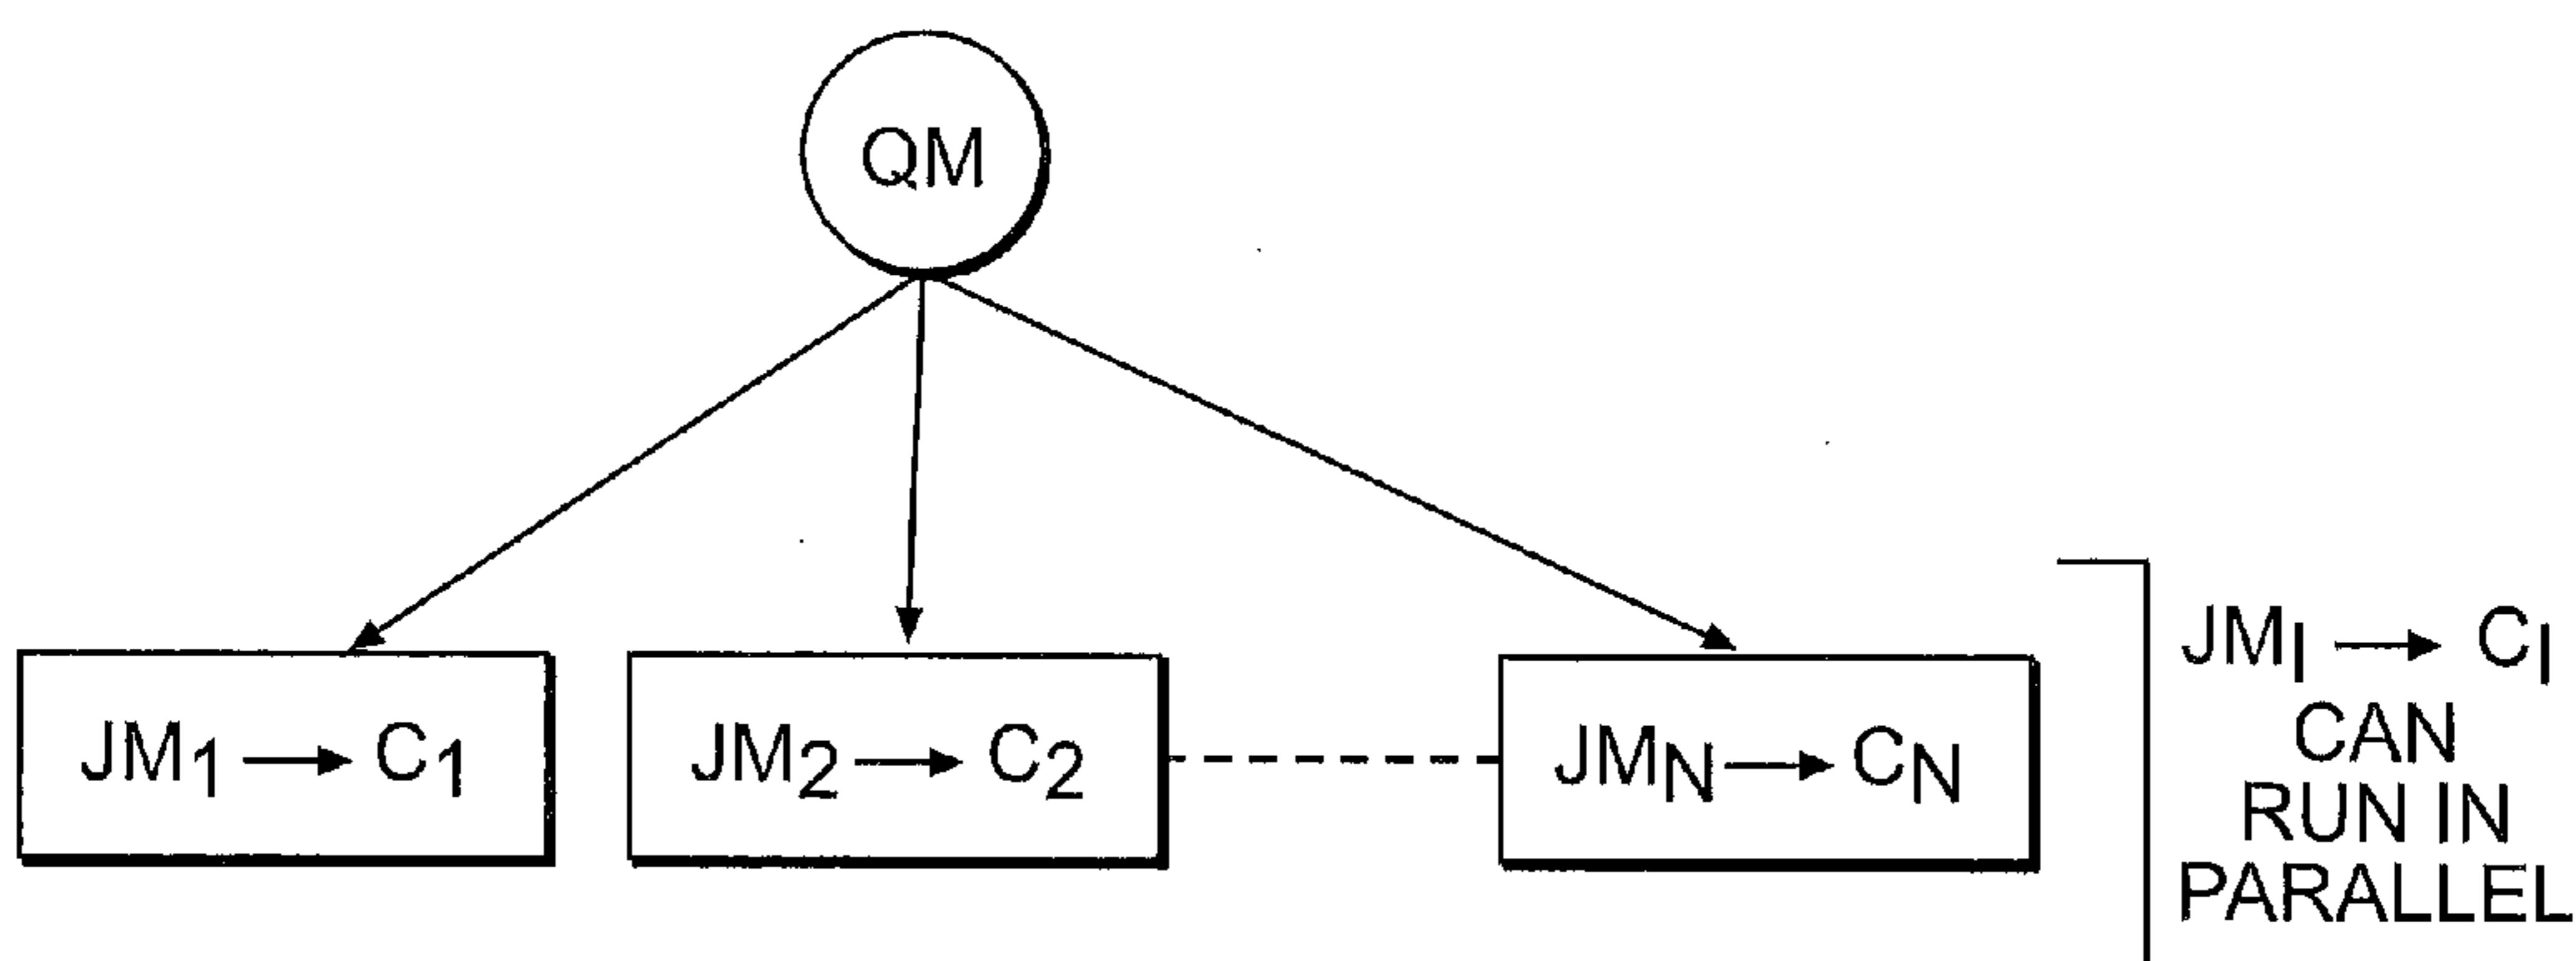 QM
JM1 → C1
JM2 → C2
JMN → CN
JMI → CI
CAN
RUN IN
PARALLEL